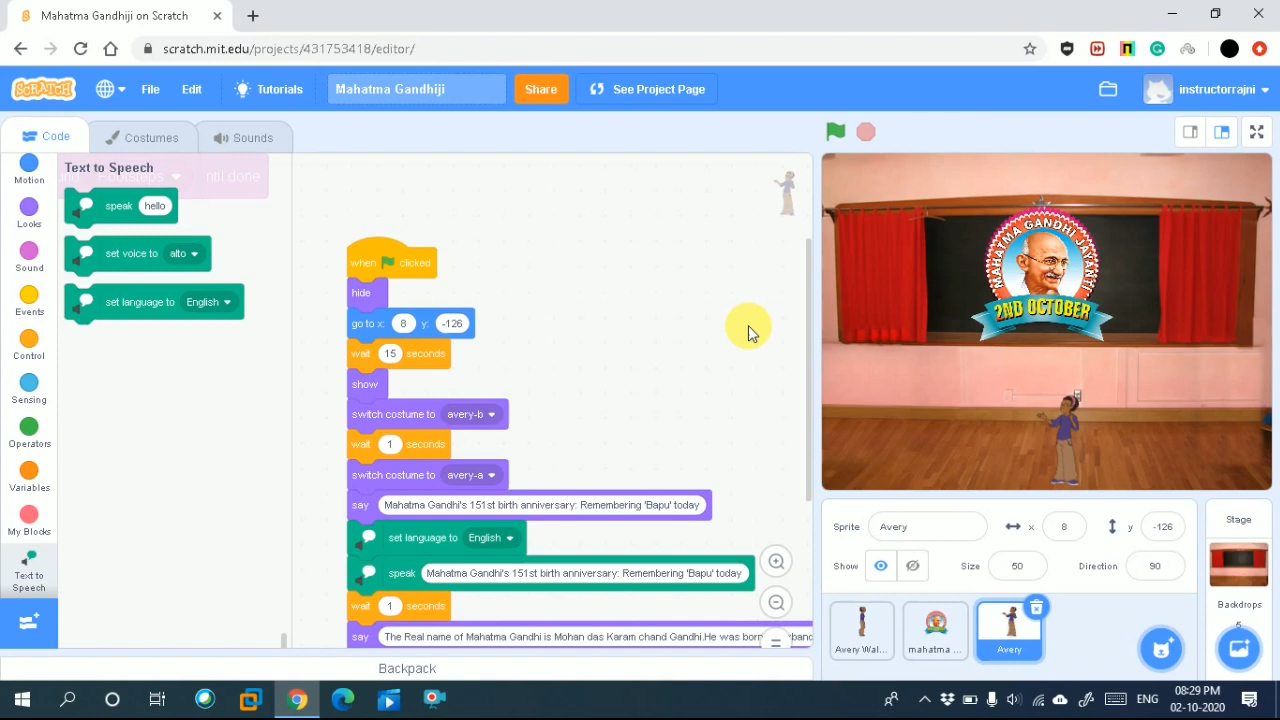 Mahatma Gandhiji on Scratch
scratch.mit.edu/projects/431753418/editor/
SCRATCH
File
Edit
Tutorials
Mahatma Gandhiji
Share
See Project Page
instructorrajni
Code
Costumes
Sounds
Motion
Looks
Sound
Events
Control
Sensing
Operators
Variables
My Blocks
Text to Speech
Text to Speech
ntil done
speak hello
set voice to alto
set language to English
when clicked
hide
go to x: 8 y: -126
wait 15 seconds
show
switch costume to avery-b
wait 1 seconds
switch costume to avery-a
say Mahatma Gandhi's 151st birth anniversary: Remembering 'Bapu' today
set language to English
speak Mahatma Gandhi's 151st birth anniversary: Remembering 'Bapu' today
wait 1 seconds
say The Real name of Mahatma Gandhi is Mohan das Karam chand Gandhi.He was born
MAHATMA GANDHI JAYANTI
2ND OCTOBER
Sprite Avery x 8 y -126
Show Size 50 Direction 90
Avery Wal...
mahatma ...
Avery
Stage
Backdrops
5
Backpack
ENG
08:29 PM
02-10-2020